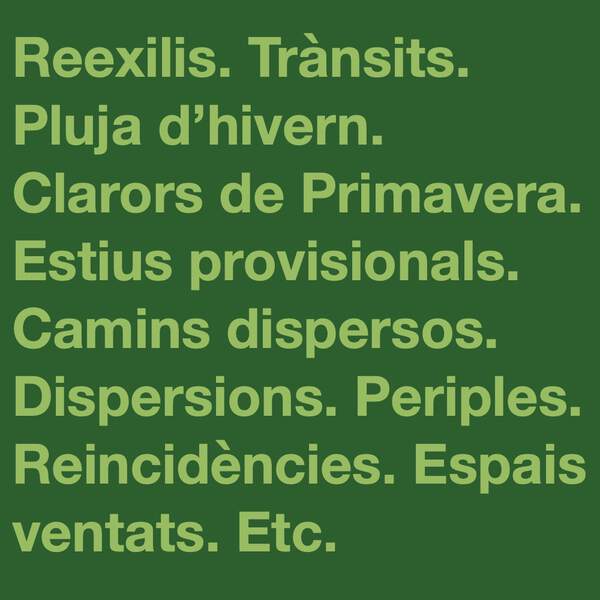 Reexilis. Trànsits.
Pluja d’hivern.
Clarors de Primavera.
Estius provisionals.
Camins dispersos.
Dispersions. Periples.
Reincidències. Espais
ventats. Etc.